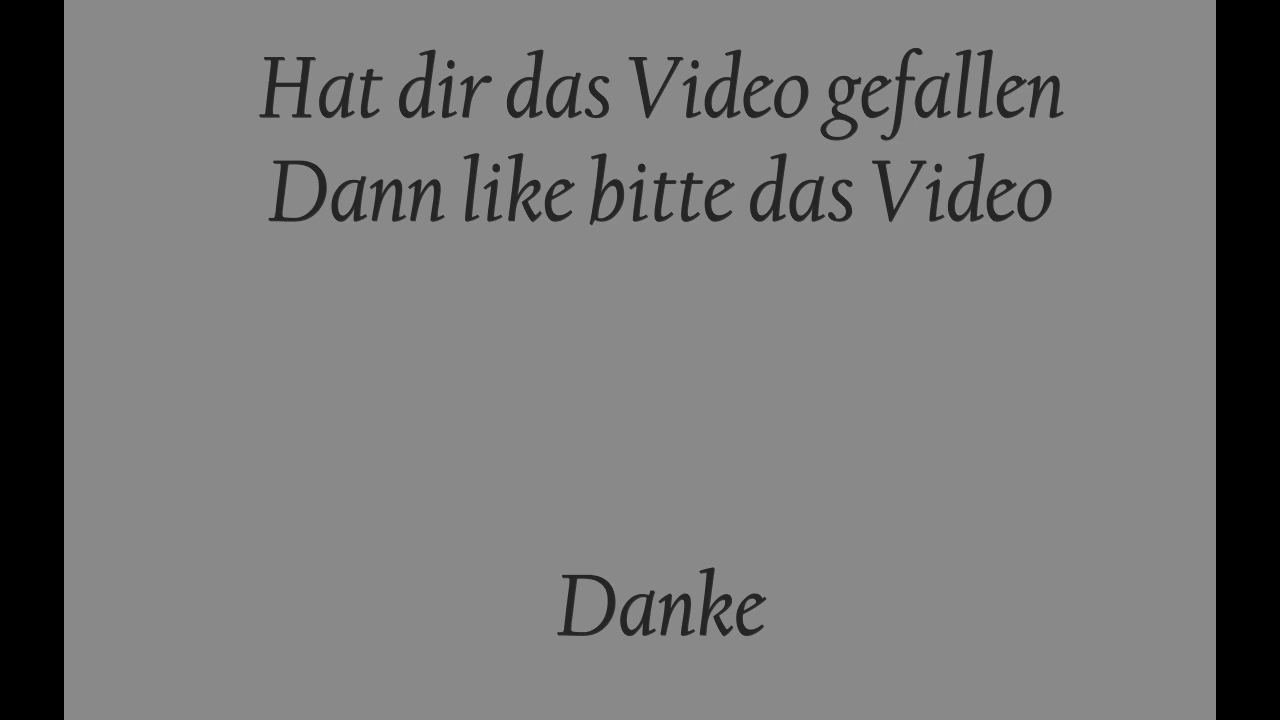 Hat dir das Video gefallen
Dann like bitte das Video
Danke